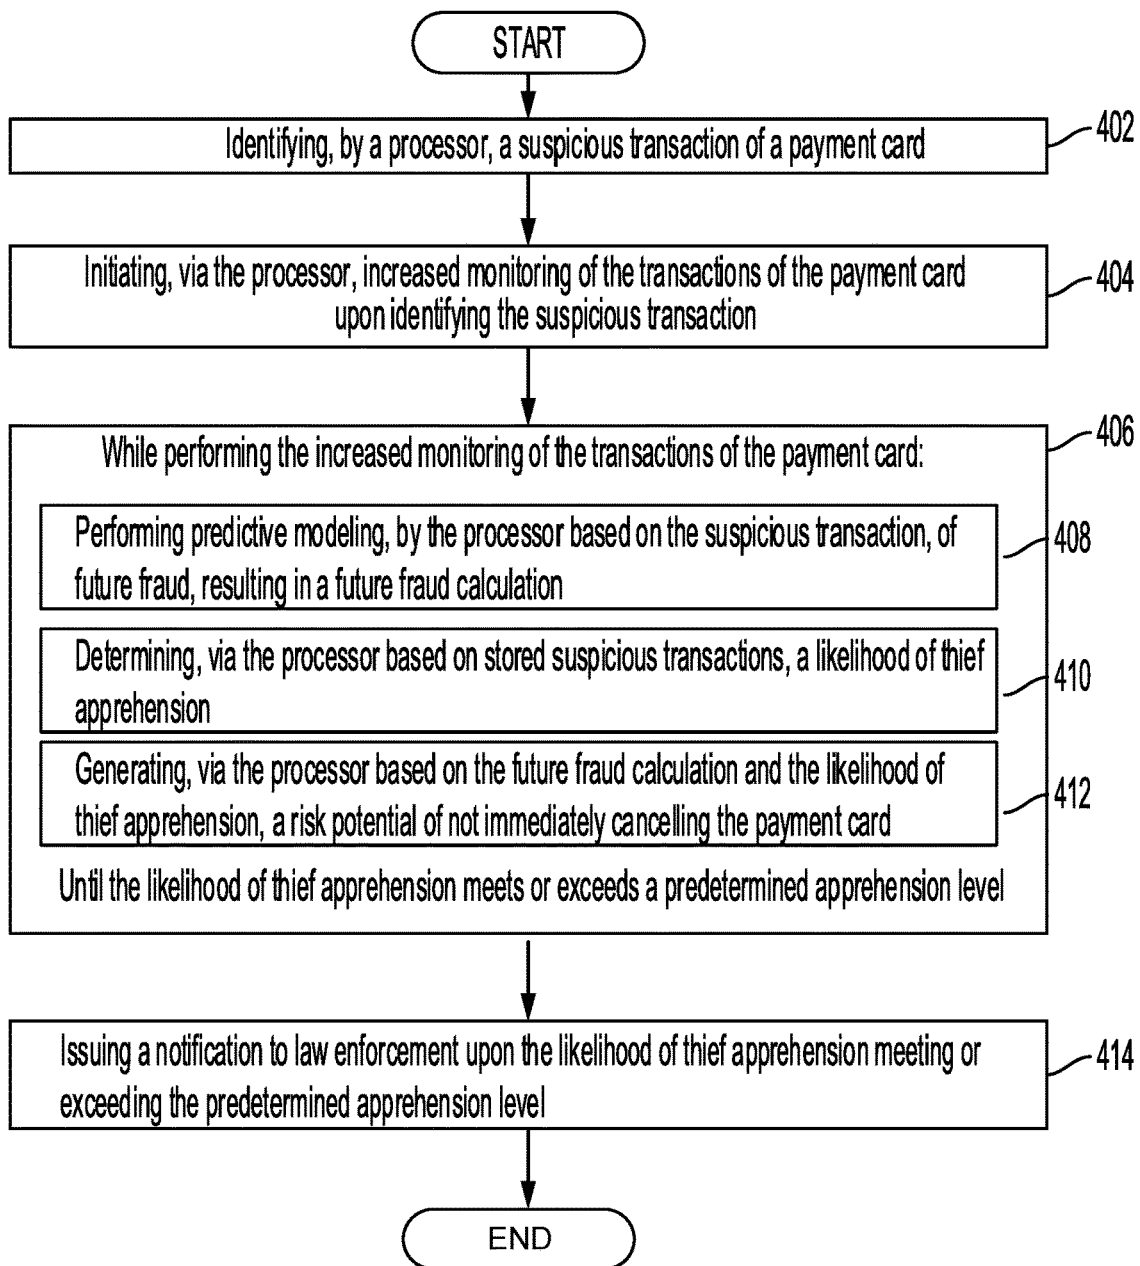 START
Identifying, by a processor, a suspicious transaction of a payment card
402
Initiating, via the processor, increased monitoring of the transactions of the payment card
upon identifying the suspicious transaction
404
While performing the increased monitoring of the transactions of the payment card:
406
Performing predictive modeling, by the processor based on the suspicious transaction, of
future fraud, resulting in a future fraud calculation
408
Determining, via the processor based on stored suspicious transactions, a likelihood of thief
apprehension
410
Generating, via the processor based on the future fraud calculation and the likelihood of
thief apprehension, a risk potential of not immediately cancelling the payment card
412
Until the likelihood of thief apprehension meets or exceeds a predetermined apprehension level
Issuing a notification to law enforcement upon the likelihood of thief apprehension meeting or
exceeding the predetermined apprehension level
414
END